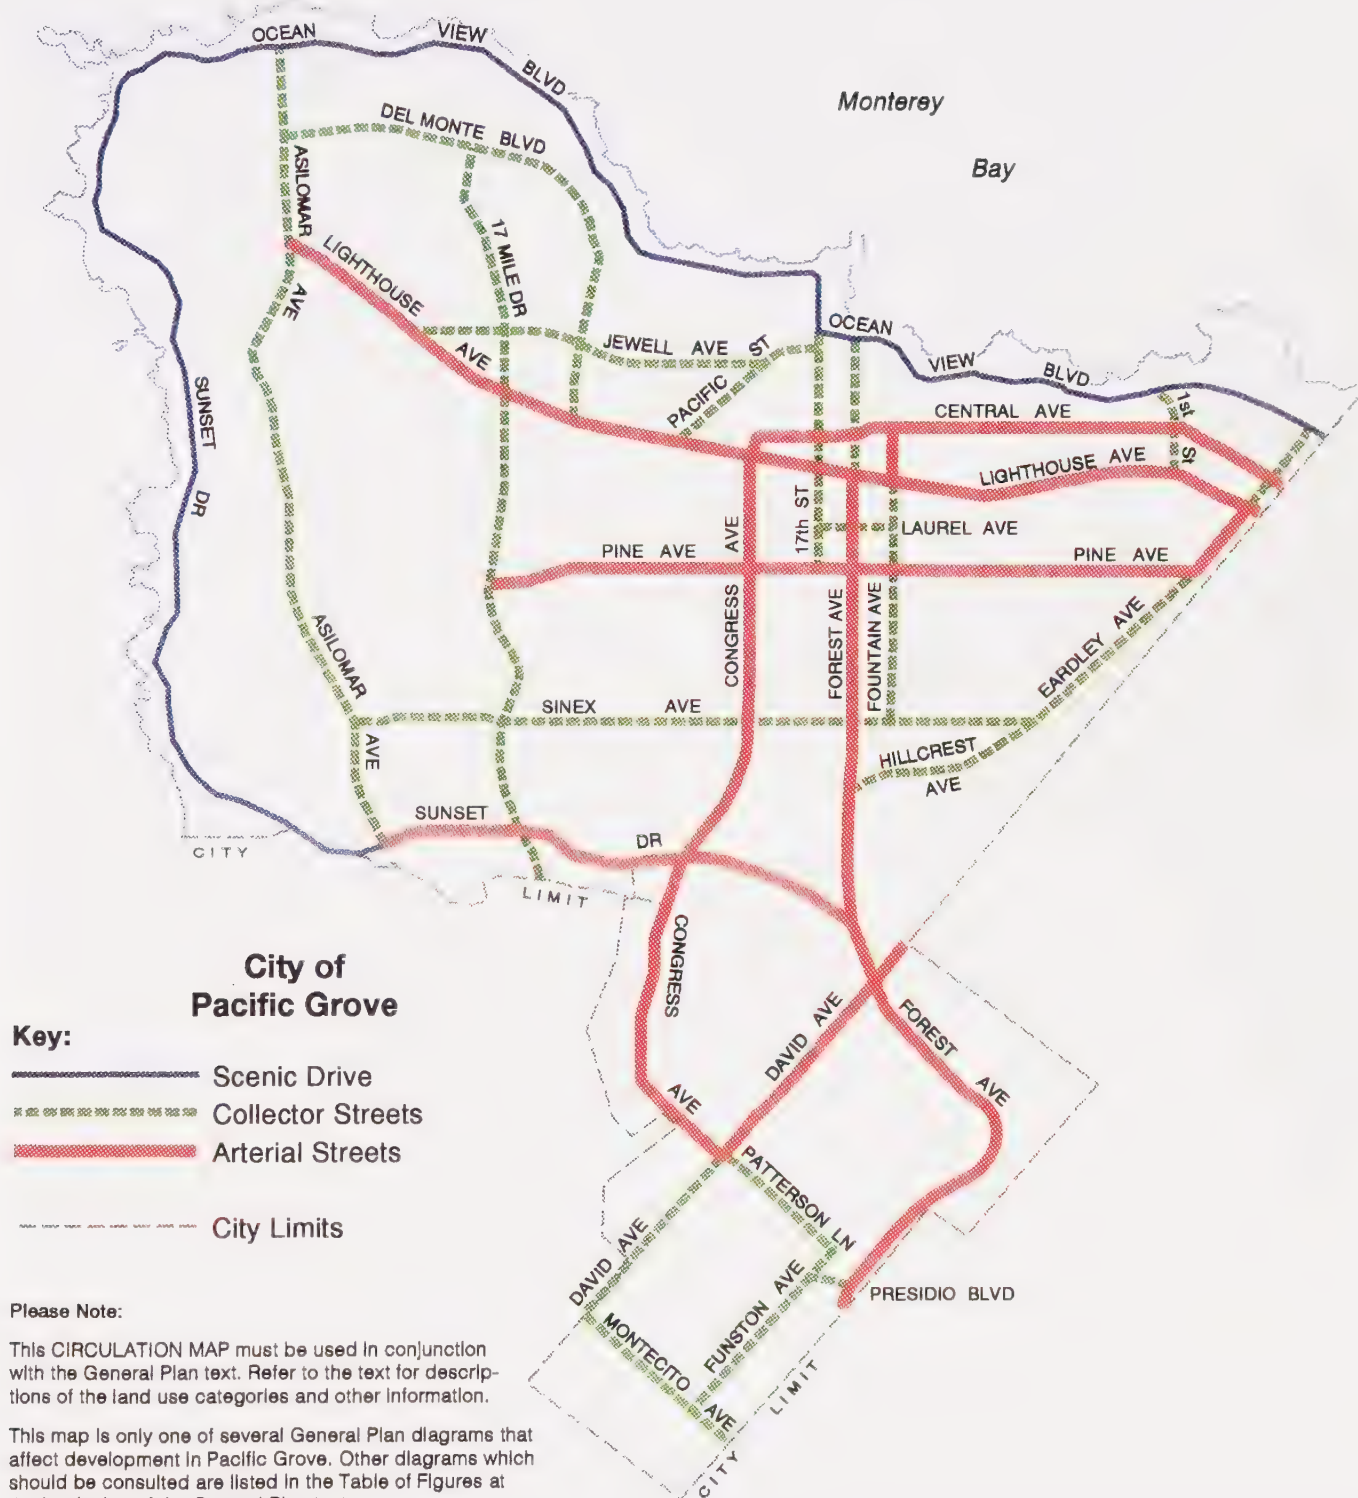 OCEAN VIEW BLVD
Monterey
Bay
DEL MONTE BLVD
ASILOMAR AVE
17 MILE DR
LIGHTHOUSE AVE
OCEAN VIEW BLVD
JEWELL AVE
PACIFIC ST
SUNSET DR
CENTRAL AVE
1st St
LIGHTHOUSE AVE
17th ST
LAUREL AVE
PINE AVE
PINE AVE
CONGRESS AVE
FOREST AVE
FOUNTAIN AVE
EARDLEY AVE
ASILOMAR AVE
SINEX AVE
HILLCREST AVE
SUNSET DR
CITY LIMIT
CONGRESS AVE
DAVID AVE
FOREST AVE
PATTERSON LN
DAVID AVE
FUNSTON AVE
PRESIDIO BLVD
MONTECITO AVE
CITY LIMIT
City of
Pacific Grove
Key:
Scenic Drive
Collector Streets
Arterial Streets
City Limits
Please Note:
This CIRCULATION MAP must be used in conjunction
with the General Plan text. Refer to the text for descrip-
tions of the land use categories and other information.
This map is only one of several General Plan diagrams that
affect development in Pacific Grove. Other diagrams which
should be consulted are listed in the Table of Figures at